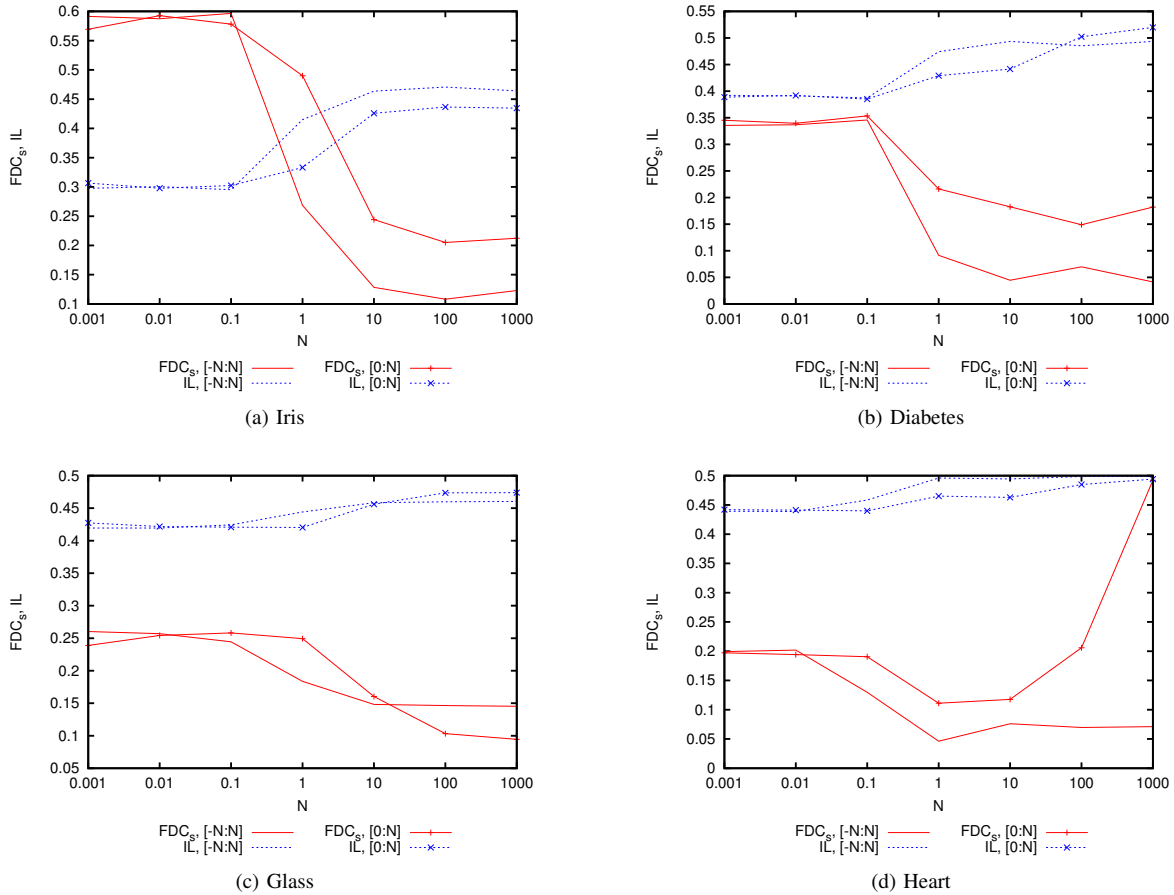 0.6
0.55
0.5
0.45
0.4
0.35
0.3
0.25
0.2
0.15
0.1
FDCs, IL
0.001 0.01 0.1 1 10 100 1000
N
FDCs, [-N:N] FDCs, [0:N]
IL, [-N:N] IL, [0:N]
(a) Iris
0.55
0.5
0.45
0.4
0.35
0.3
0.25
0.2
0.15
0.1
0.05
0
FDCs, IL
0.001 0.01 0.1 1 10 100 1000
N
FDCs, [-N:N] FDCs, [0:N]
IL, [-N:N] IL, [0:N]
(b) Diabetes
0.5
0.45
0.4
0.35
0.3
0.25
0.2
0.15
0.1
0.05
FDCs, IL
0.001 0.01 0.1 1 10 100 1000
N
FDCs, [-N:N] FDCs, [0:N]
IL, [-N:N] IL, [0:N]
(c) Glass
0.5
0.45
0.4
0.35
0.3
0.25
0.2
0.15
0.1
0.05
0
FDCs, IL
0.001 0.01 0.1 1 10 100 1000
N
FDCs, [-N:N] FDCs, [0:N]
IL, [-N:N] IL, [0:N]
(d) Heart